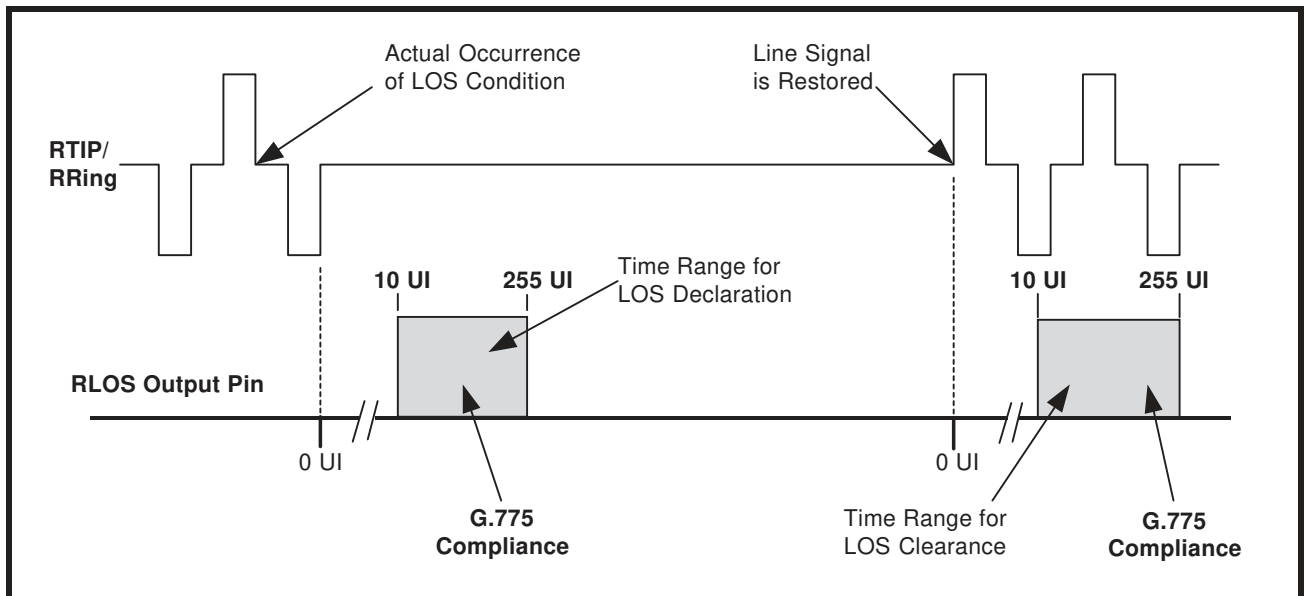 Actual Occurrence
of LOS Condition
Line Signal
is Restored
RTIP/
RRing
Time Range for
LOS Declaration
10 UI
255 UI
10 UI
255 UI
RLOS Output Pin
0 UI
0 UI
G.775
Compliance
Time Range for
LOS Clearance
G.775
Compliance